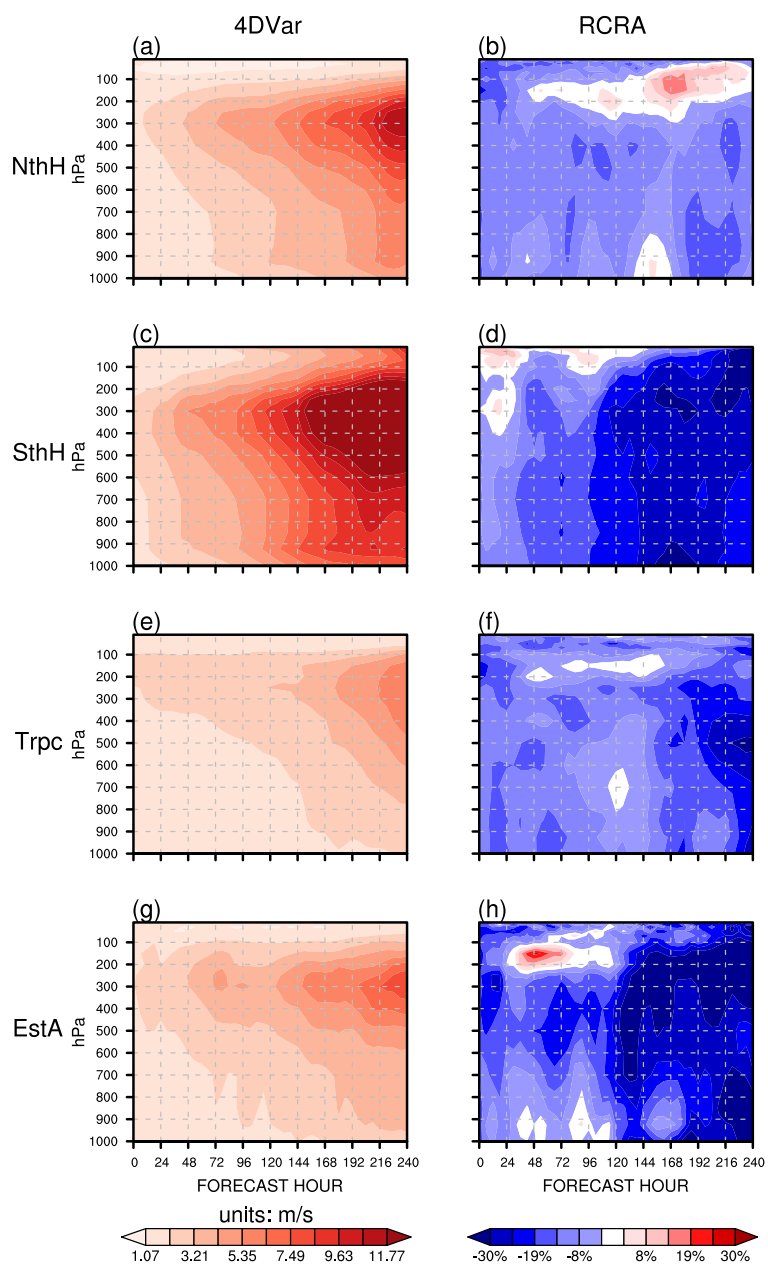 4DVar RCRA
(a) (b)
NthH
hPa
100
200
300
400
500
600
700
800
900
1000
(c) (d)
SthH
hPa
100
200
300
400
500
600
700
800
900
1000
(e) (f)
Trpc
hPa
100
200
300
400
500
600
700
800
900
1000
(g) (h)
EstA
hPa
100
200
300
400
500
600
700
800
900
1000
0 24 48 72 96 120 144 168 192 216 240 0 24 48 72 96 120 144 168 192 216 240
FORECAST HOUR FORECAST HOUR
units: m/s
1.07 3.21 5.35 7.49 9.63 11.77 -30% -19% -8% 8% 19% 30%